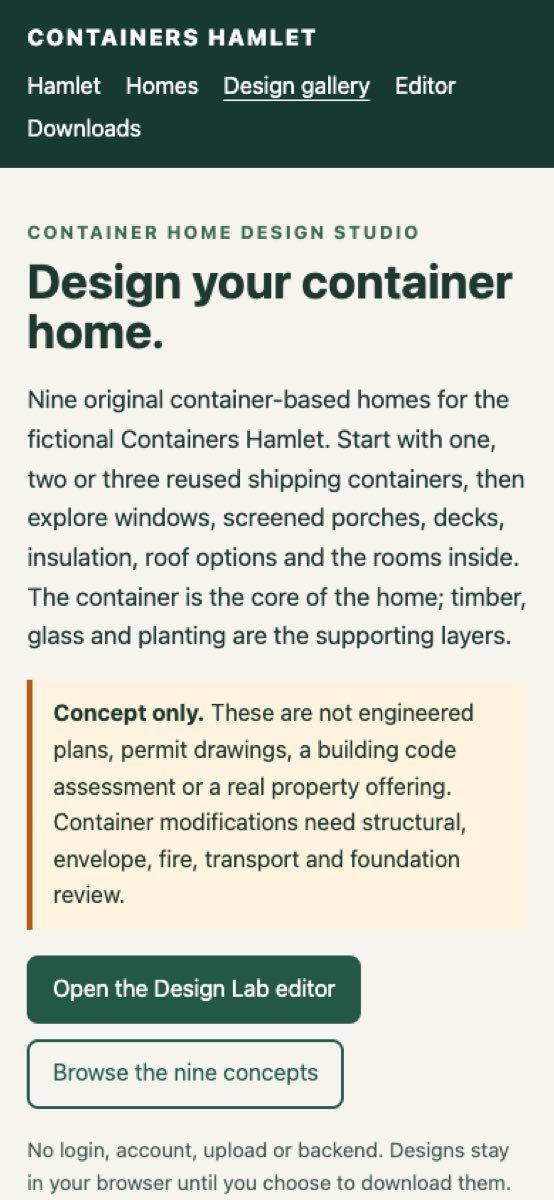 CONTAINERS HAMLET
Hamlet Homes Design gallery Editor
Downloads
CONTAINER HOME DESIGN STUDIO
Design your container
home.
Nine original container-based homes for the
fictional Containers Hamlet. Start with one,
two or three reused shipping containers, then
explore windows, screened porches, decks,
insulation, roof options and the rooms inside.
The container is the core of the home; timber,
glass and planting are the supporting layers.
Concept only. These are not engineered
plans, permit drawings, a building code
assessment or a real property offering.
Container modifications need structural,
envelope, fire, transport and foundation
review.
Open the Design Lab editor
Browse the nine concepts
No login, account, upload or backend. Designs stay
in your browser until you choose to download them.